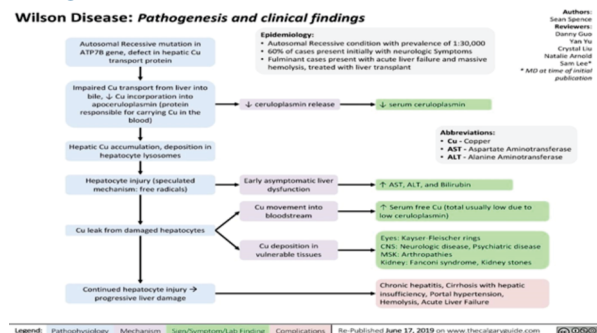 Wilson Disease: Pathogenesis and clinical findings
Authors:
Sean Spence
Reviewers:
Danny Guo
Yan Yu
Crystal Liu
Natalie Arnold
Sam Lee*
* MD at time of initial
publication
Autosomal Recessive mutation in
ATP7B gene, defect in hepatic Cu
transport protein
Epidemiology:
• Autosomal Recessive condition with prevalence of 1:30,000
• 60% of cases present initially with neurologic Symptoms
• Fulminant cases present with acute liver failure and massive
hemolysis, treated with liver transplant
Impaired Cu transport from liver into
bile, ↓ Cu incorporation into
apoceruloplasmin (protein
responsible for carrying Cu in the
blood)
↓ ceruloplasmin release
↓ serum ceruloplasmin
Abbreviations:
• Cu - Copper
• AST - Aspartate Aminotransferase
• ALT - Alanine Aminotransferase
Hepatic Cu accumulation, deposition in
hepatocyte lysosomes
Hepatocyte injury (speculated
mechanism: free radicals)
Early asymptomatic liver
dysfunction
↑ AST, ALT, and Bilirubin
Cu leak from damaged hepatocytes
Cu movement into
bloodstream
↑ Serum free Cu (total usually low due to
low ceruloplasmin)
Cu deposition in
vulnerable tissues
Eyes: Kayser-Fleischer rings
CNS: Neurologic disease, Psychiatric disease
MSK: Arthropathies
Kidney: Fanconi syndrome, Kidney stones
Continued hepatocyte injury →
progressive liver damage
Chronic hepatitis, Cirrhosis with hepatic
insufficiency, Portal hypertension,
Hemolysis, Acute Liver Failure
Legend: Pathophysiology Mechanism Sign/Symptom/Lab Finding Complications Re-Published June 17, 2019 on www.thecalgaryguide.com